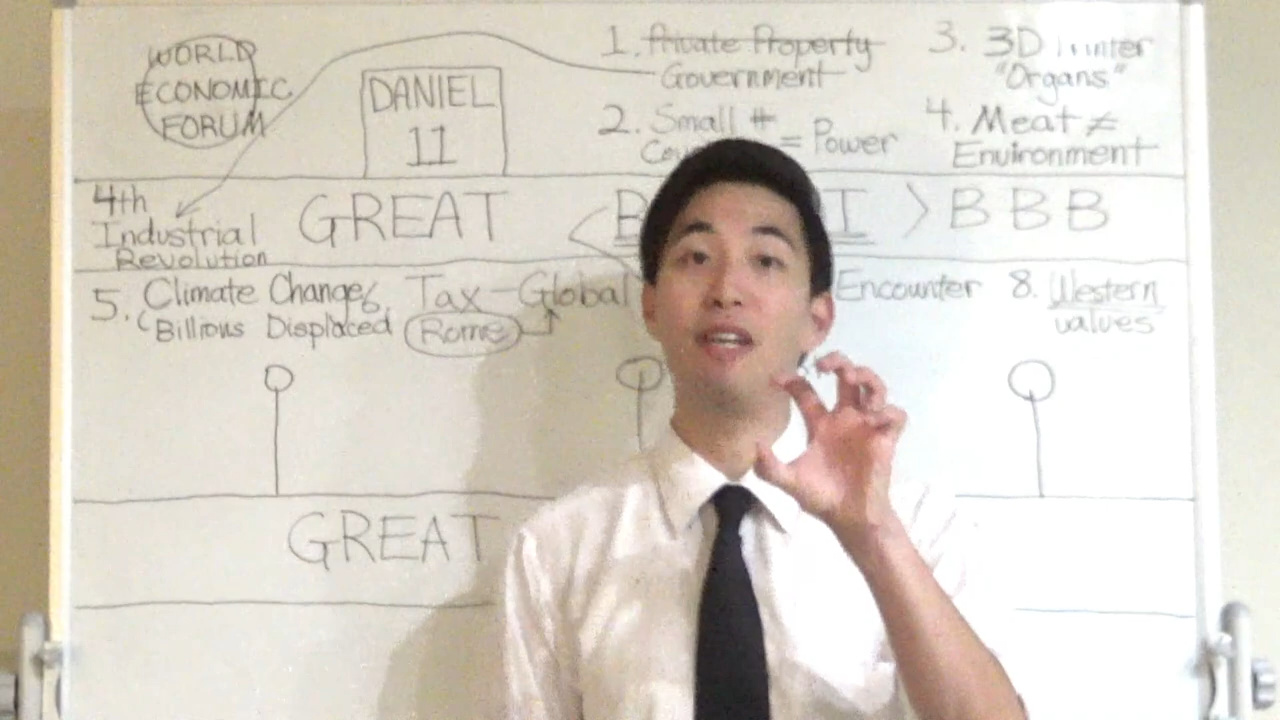 WORLD
ECONOMIC
FORUM
DANIEL
11
1. Private Property
Government
2. Small #
= Power
3. 3D
"Organs"
4. Meat ≠
Environment
4th
Industrial
Revolution
GREAT
B
I > B B B
5. Climate Change
Billions Displaced
6. Tax - Global
Rome
Encounter
8. Western
values
GREAT